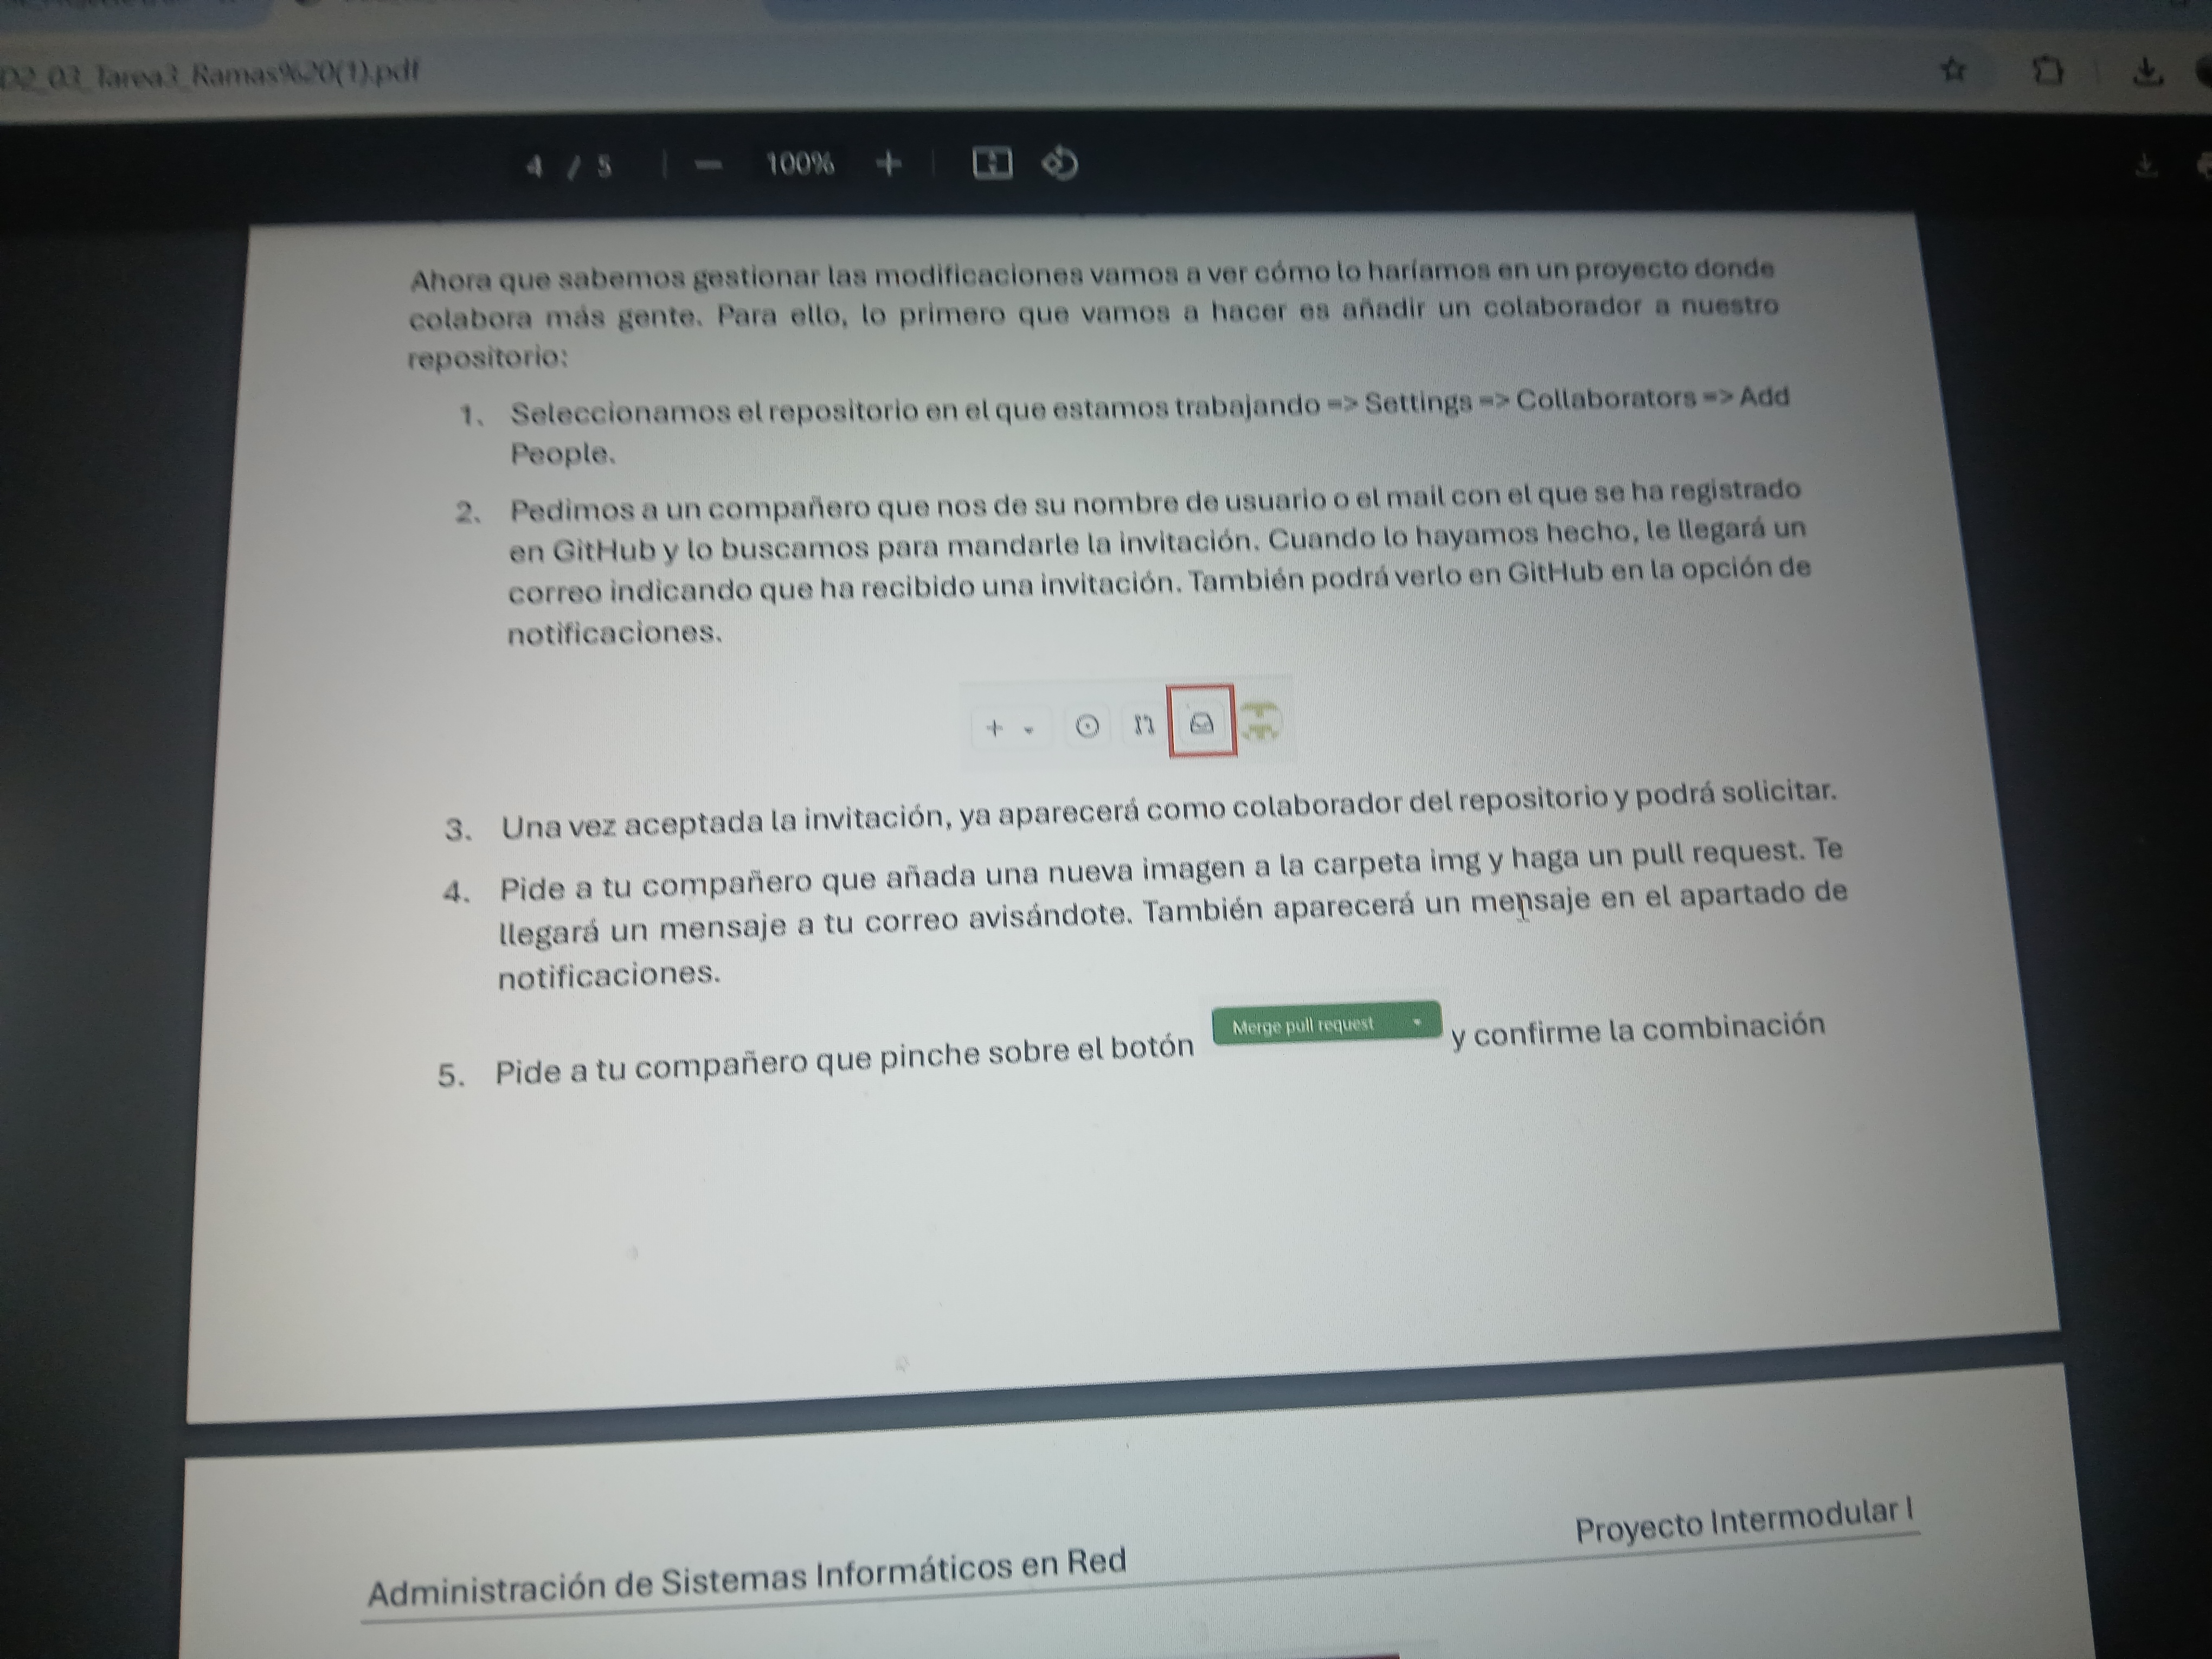 D2_03_Tarea3_Ramas%20(1).pdf
4 / 5 | — 100% + |
Ahora que sabemos gestionar las modificaciones vamos a ver cómo lo haríamos en un proyecto donde
colabora más gente. Para ello, lo primero que vamos a hacer es añadir un colaborador a nuestro
repositorio:
1. Seleccionamos el repositorio en el que estamos trabajando => Settings => Collaborators => Add
People.
2. Pedimos a un compañero que nos de su nombre de usuario o el mail con el que se ha registrado
en GitHub y lo buscamos para mandarle la invitación. Cuando lo hayamos hecho, le llegará un
correo indicando que ha recibido una invitación. También podrá verlo en GitHub en la opción de
notificaciones.
3. Una vez aceptada la invitación, ya aparecerá como colaborador del repositorio y podrá solicitar.
4. Pide a tu compañero que añada una nueva imagen a la carpeta img y haga un pull request. Te
llegará un mensaje a tu correo avisándote. También aparecerá un mensaje en el apartado de
notificaciones.
5. Pide a tu compañero que pinche sobre el botón Merge pull request y confirme la combinación
Administración de Sistemas Informáticos en Red
Proyecto Intermodular I